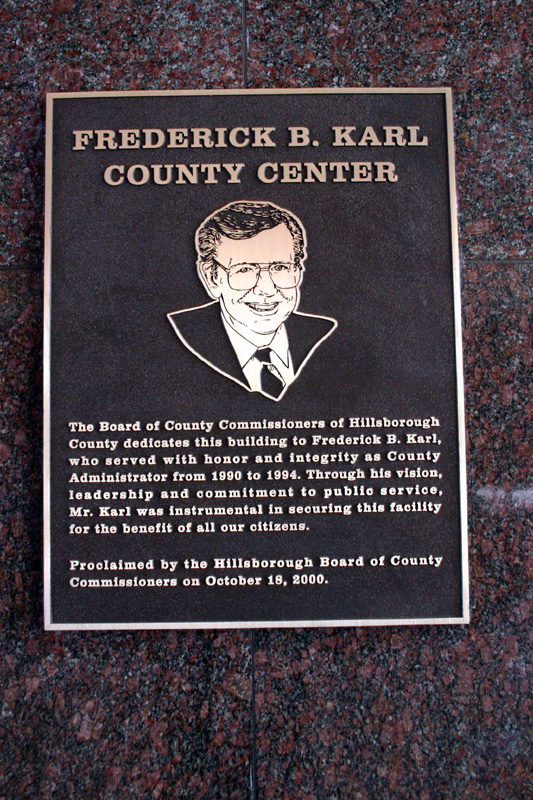 FREDERICK B. KARL
COUNTY CENTER
The Board of County Commissioners of Hillsborough
County dedicates this building to Frederick B. Karl,
who served with honor and integrity as County
Administrator from 1990 to 1994. Through his vision,
leadership and commitment to public service,
Mr. Karl was instrumental in securing this facility
for the benefit of all our citizens.
Proclaimed by the Hillsborough Board of County
Commissioners on October 18, 2000.